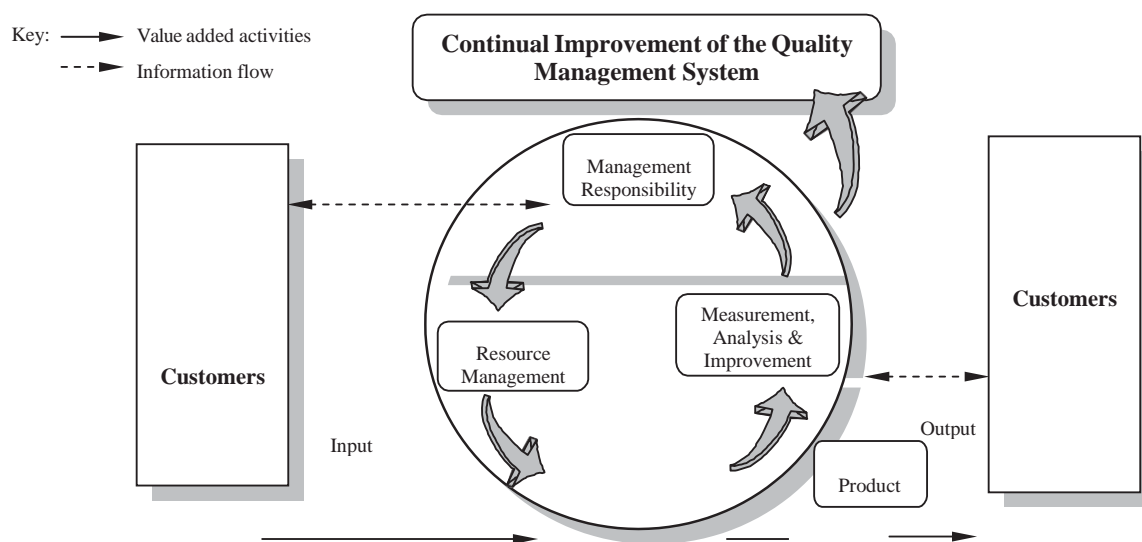 Key:
Value added activities
Information flow
Continual Improvement of the Quality
Management System
Management
Responsibility
Customers
Resource
Management
Measurement,
Analysis &
Improvement
Customers
Input
Output
Product